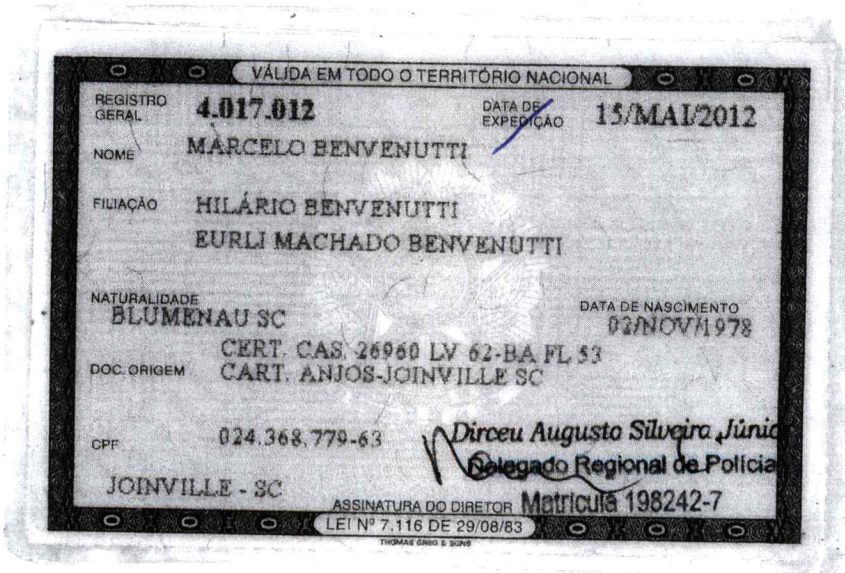 VÁLIDA EM TODO O TERRITÓRIO NACIONAL
REGISTRO GERAL 4.017.012 DATA DE EXPEDIÇÃO 15/MAI/2012
NOME MARCELO BENVENUTTI
FILIAÇÃO HILÁRIO BENVENUTTI
EURLI MACHADO BENVENUTTI
NATURALIDADE DATA DE NASCIMENTO
BLUMENAU SC 02/NOV/1978
CERT. CAS. 26960 LV 62-BA FL 53
DOC. ORIGEM CART. ANJOS-JOINVILLE SC
CPF 024.368.779-63 Dirceu Augusto Silveira Júnio
Delegado Regional de Polícia
JOINVILLE - SC
ASSINATURA DO DIRETOR Matrícula 198242-7
LEI Nº 7.116 DE 29/08/83
THOMAS GREG & SONS